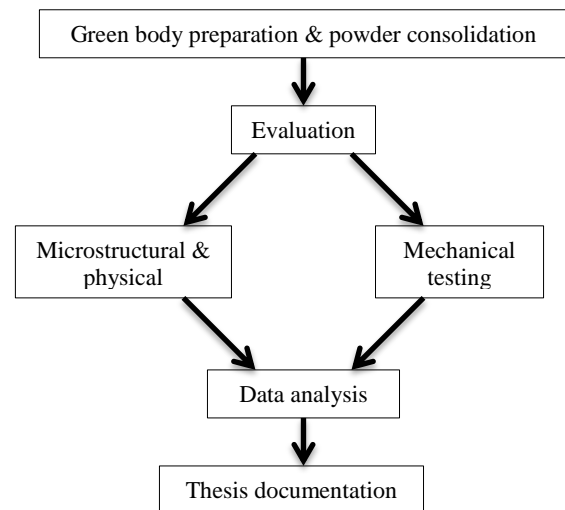 Green body preparation & powder consolidation
Evaluation
Microstructural &
physical
Mechanical
testing
Data analysis
Thesis documentation